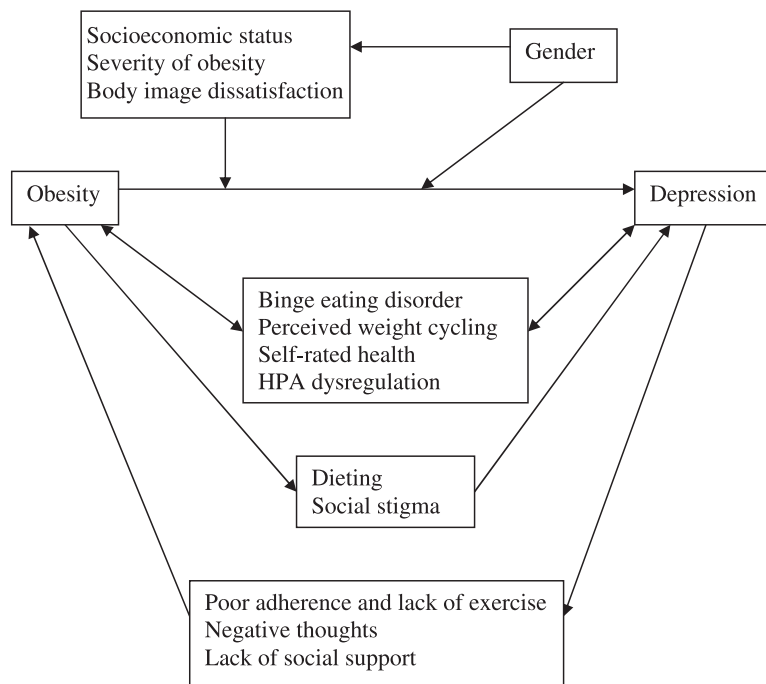 Socioeconomic status
Severity of obesity
Body image dissatisfaction
Gender
Obesity
Depression
Binge eating disorder
Perceived weight cycling
Self-rated health
HPA dysregulation
Dieting
Social stigma
Poor adherence and lack of exercise
Negative thoughts
Lack of social support